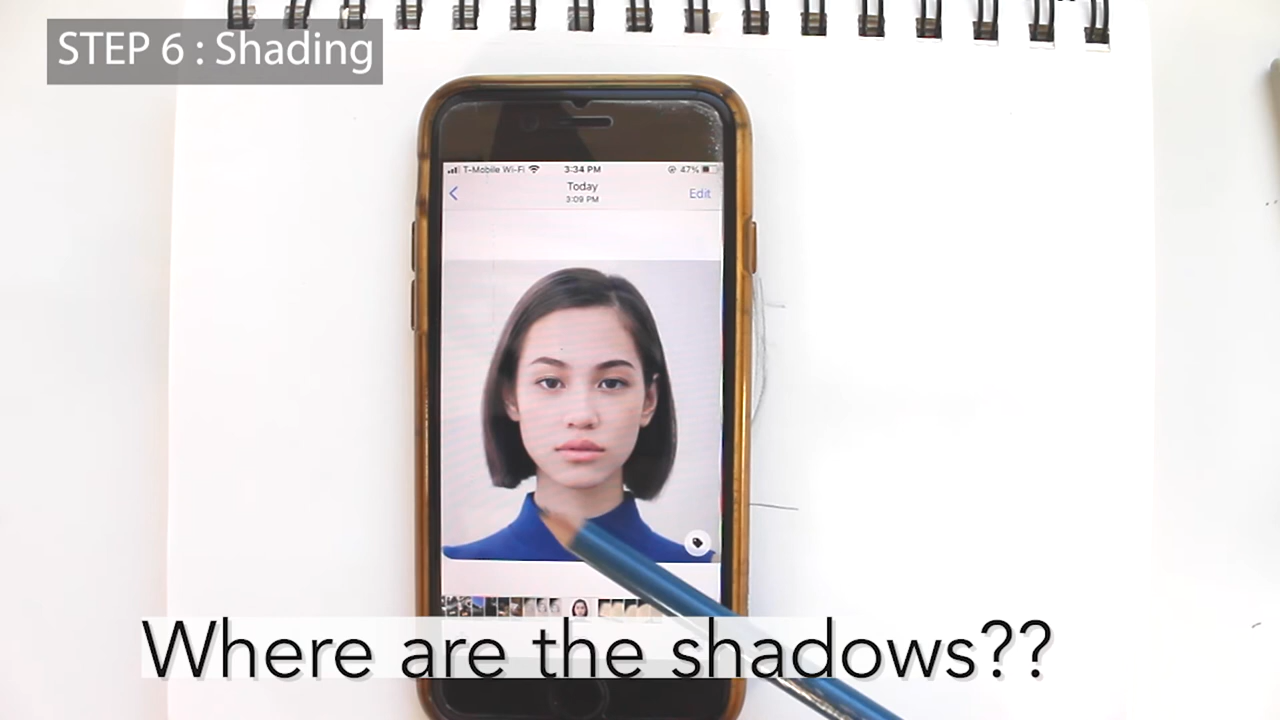 STEP 6 : Shading
T-Mobile Wi-Fi 3:34 PM 47%
Today
3:09 PM
Edit
Where are the shadows??